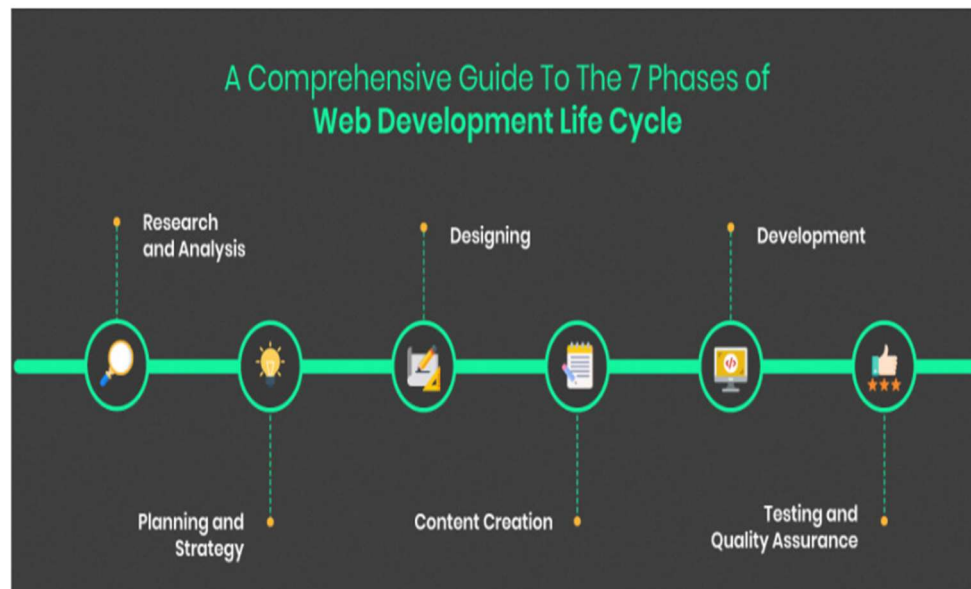 A Comprehensive Guide To The 7 Phases of
Web Development Life Cycle
Research
and Analysis
Planning and
Strategy
Designing
Content Creation
Development
Testing and
Quality Assurance